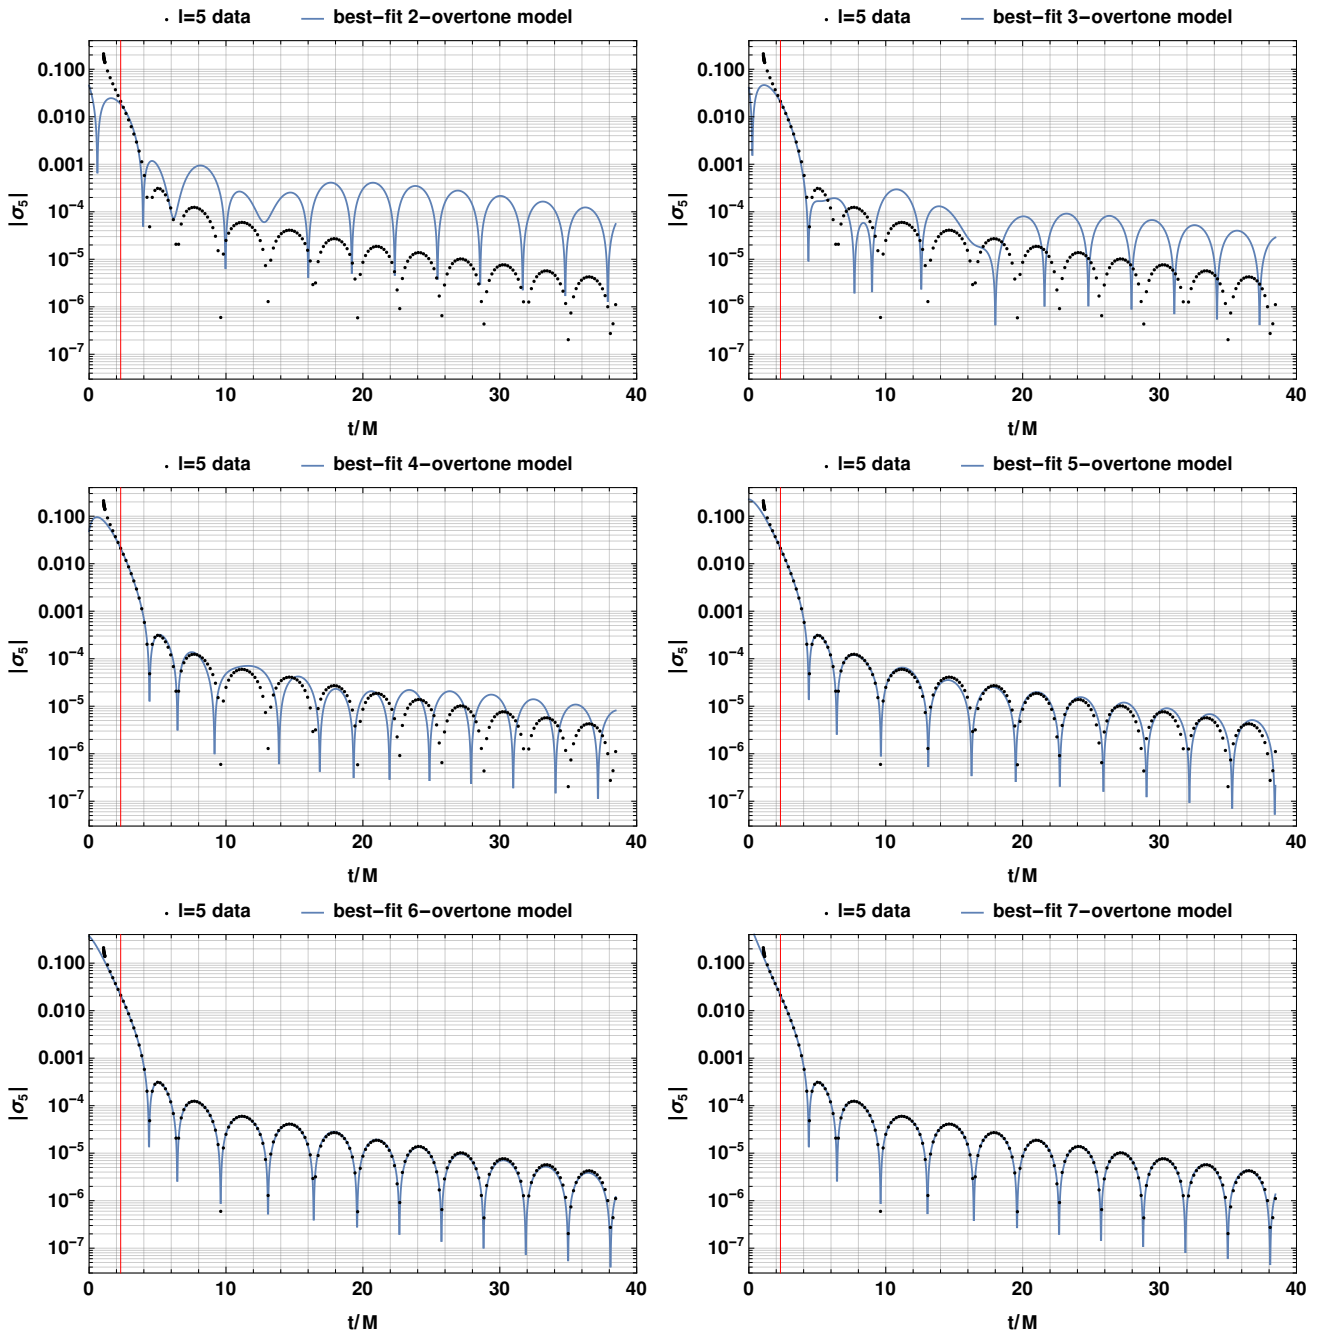 l=5 data best-fit 2-overtone model
l=5 data best-fit 3-overtone model
0.100
0.010
0.001
10⁻⁴
10⁻⁵
10⁻⁶
10⁻⁷
|σ₅|
0 10 20 30 40
t/M
0.100
0.010
0.001
10⁻⁴
10⁻⁵
10⁻⁶
10⁻⁷
|σ₅|
0 10 20 30 40
t/M
l=5 data best-fit 4-overtone model
l=5 data best-fit 5-overtone model
0.100
0.010
0.001
10⁻⁴
10⁻⁵
10⁻⁶
10⁻⁷
|σ₅|
0 10 20 30 40
t/M
0.100
0.010
0.001
10⁻⁴
10⁻⁵
10⁻⁶
10⁻⁷
|σ₅|
0 10 20 30 40
t/M
l=5 data best-fit 6-overtone model
l=5 data best-fit 7-overtone model
0.100
0.010
0.001
10⁻⁴
10⁻⁵
10⁻⁶
10⁻⁷
|σ₅|
0 10 20 30 40
t/M
0.100
0.010
0.001
10⁻⁴
10⁻⁵
10⁻⁶
10⁻⁷
|σ₅|
0 10 20 30 40
t/M